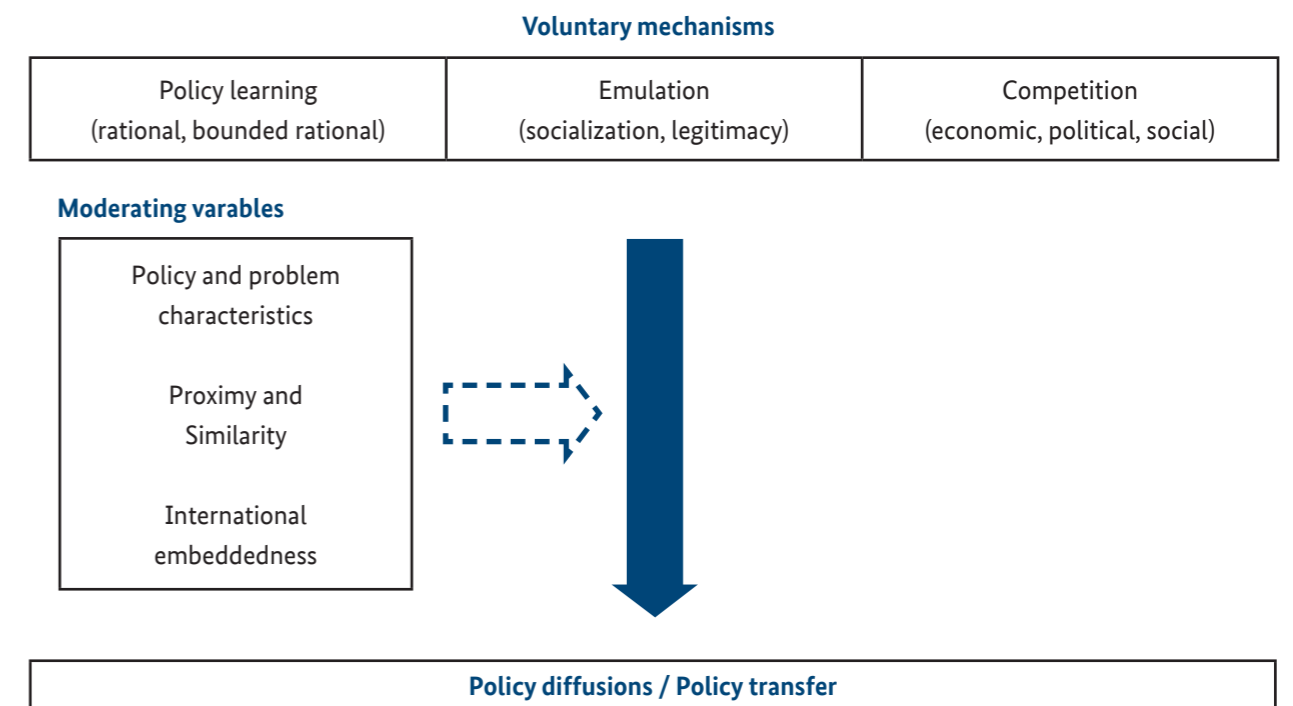 Voluntary mechanisms
Policy learning
(rational, bounded rational)
Emulation
(socialization, legitimacy)
Competition
(economic, political, social)
Moderating variables
Policy and problem
characteristics
Proximy and
Similarity
International
embeddedness
Policy diffusions / Policy transfer